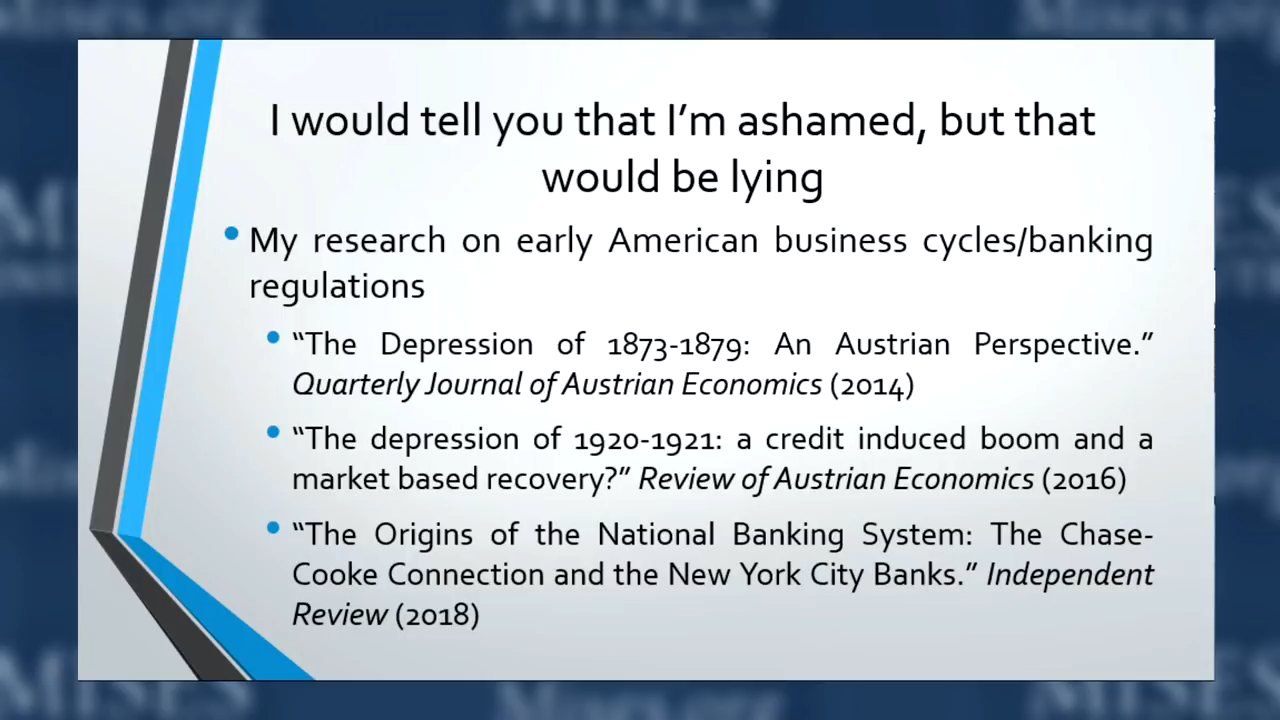 I would tell you that I'm ashamed, but that
would be lying
• My research on early American business cycles/banking
regulations
• “The Depression of 1873-1879: An Austrian Perspective.”
Quarterly Journal of Austrian Economics (2014)
• “The depression of 1920-1921: a credit induced boom and a
market based recovery?” Review of Austrian Economics (2016)
• “The Origins of the National Banking System: The Chase-
Cooke Connection and the New York City Banks.” Independent
Review (2018)